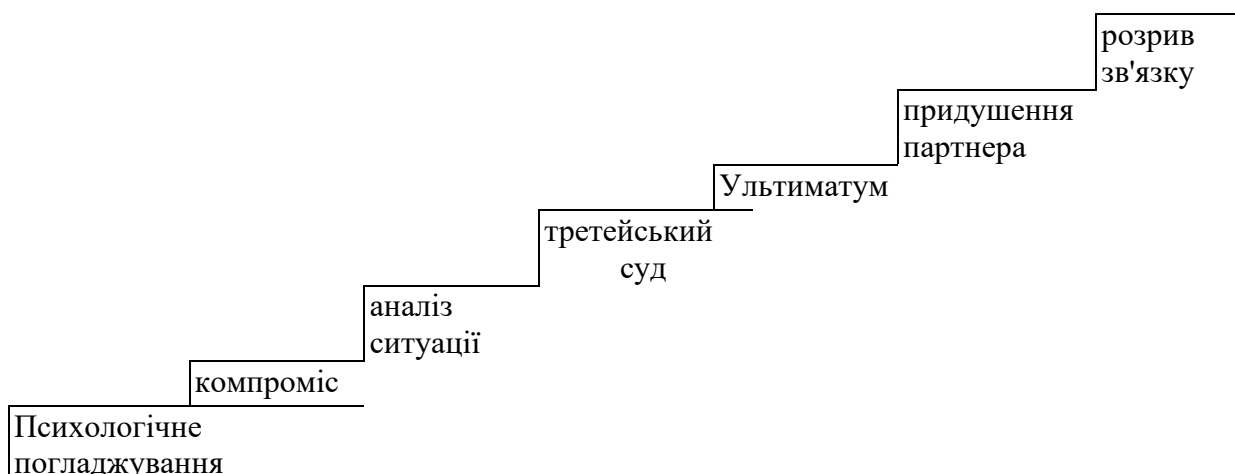 розрив
зв'язку
придушення
партнера
Ультиматум
третейський
суд
аналіз
ситуації
компроміс
Психологічне
погладжування